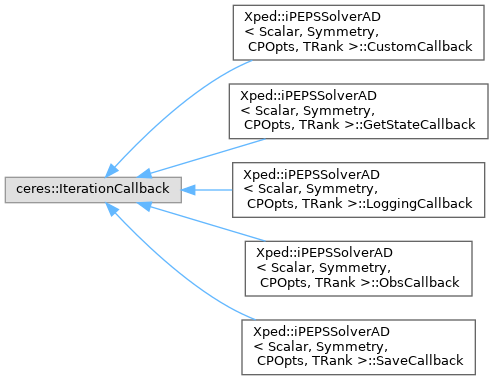 Xped::iPEPSSolverAD
< Scalar, Symmetry,
CPOpts, TRank >::CustomCallback
Xped::iPEPSSolverAD
< Scalar, Symmetry,
CPOpts, TRank >::GetStateCallback
ceres::IterationCallback
Xped::iPEPSSolverAD
< Scalar, Symmetry,
CPOpts, TRank >::LoggingCallback
Xped::iPEPSSolverAD
< Scalar, Symmetry,
CPOpts, TRank >::ObsCallback
Xped::iPEPSSolverAD
< Scalar, Symmetry,
CPOpts, TRank >::SaveCallback